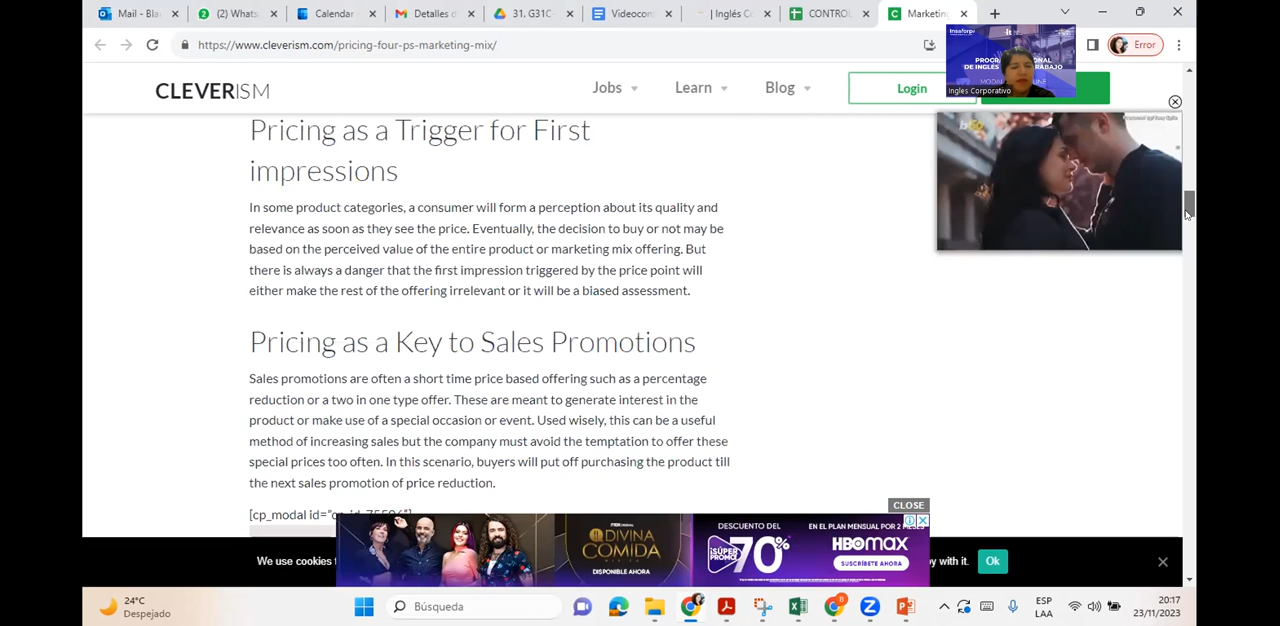 Mail - Bla
(2) Whats
Calendar
Detalles d
31. G31C-
Videocon
| Inglés C
CONTROL
Marketing
https://www.cleverism.com/pricing-four-ps-marketing-mix/
Error
CLEVERISM
Jobs
Learn
Blog
Login
Ingles Corporativo
Pricing as a Trigger for First
impressions
In some product categories, a consumer will form a perception about its quality and
relevance as soon as they see the price. Eventually, the decision to buy or not may be
based on the perceived value of the entire product or marketing mix offering. But
there is always a danger that the first impression triggered by the price point will
either make the rest of the offering irrelevant or it will be a biased assessment.
Pricing as a Key to Sales Promotions
Sales promotions are often a short time price based offering such as a percentage
reduction or a two in one type offer. These are meant to generate interest in the
product or make use of a special occasion or event. Used wisely, this can be a useful
method of increasing sales but the company must avoid the temptation to offer these
special prices too often. In this scenario, buyers will put off purchasing the product till
the next sales promotion of price reduction.
[cp_modal id=
CLOSE
We use cookies
DIVINA
COMIDA
DISPONIBLE AHORA
DESCUENTO DEL
¡SÚPER
PROMO!
70%
EN EL PLAN MENSUAL POR 2
HBOMAX
SUSCRÍBETE AHORA
y with it.
Ok
24°C
Despejado
Búsqueda
ESP
LAA
20:17
23/11/2023